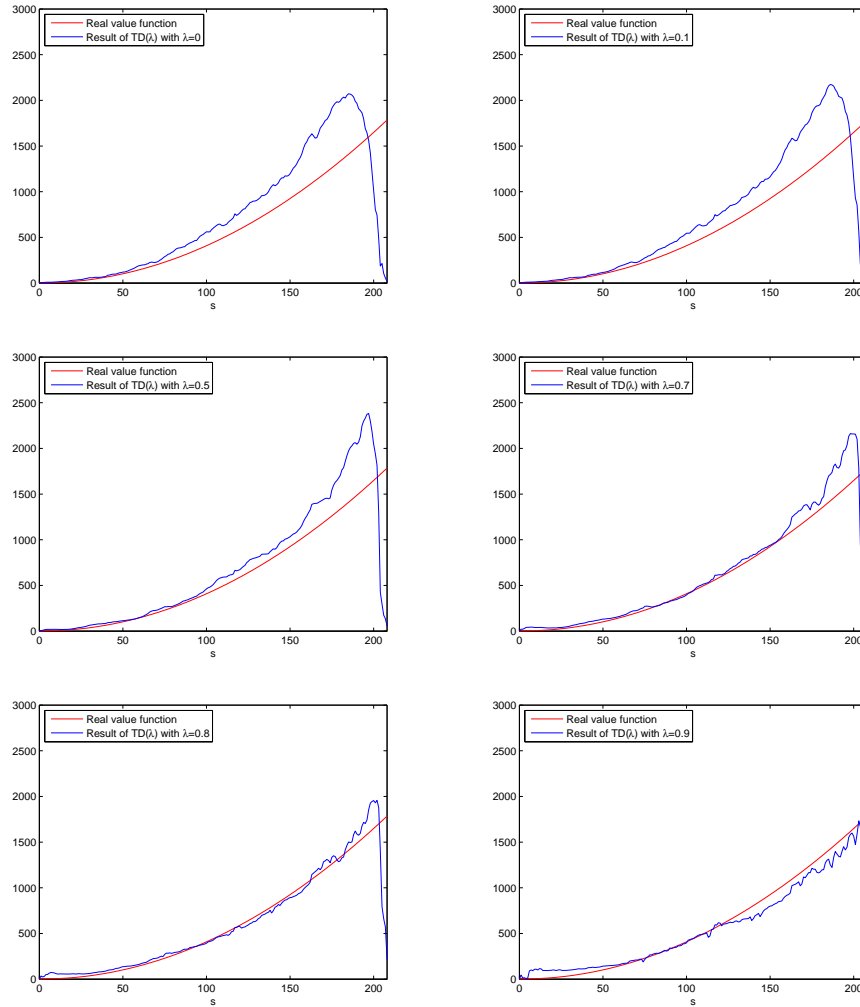 Real value function
Result of TD(λ) with λ=0
3000
2500
2000
1500
1000
500
0
0 50 100 150 200
s
Real value function
Result of TD(λ) with λ=0.1
3000
2500
2000
1500
1000
500
0
0 50 100 150 200
s
Real value function
Result of TD(λ) with λ=0.5
3000
2500
2000
1500
1000
500
0
0 50 100 150 200
s
Real value function
Result of TD(λ) with λ=0.7
3000
2500
2000
1500
1000
500
0
0 50 100 150 200
s
Real value function
Result of TD(λ) with λ=0.8
3000
2500
2000
1500
1000
500
0
0 50 100 150 200
s
Real value function
Result of TD(λ) with λ=0.9
3000
2500
2000
1500
1000
500
0
0 50 100 150 200
s